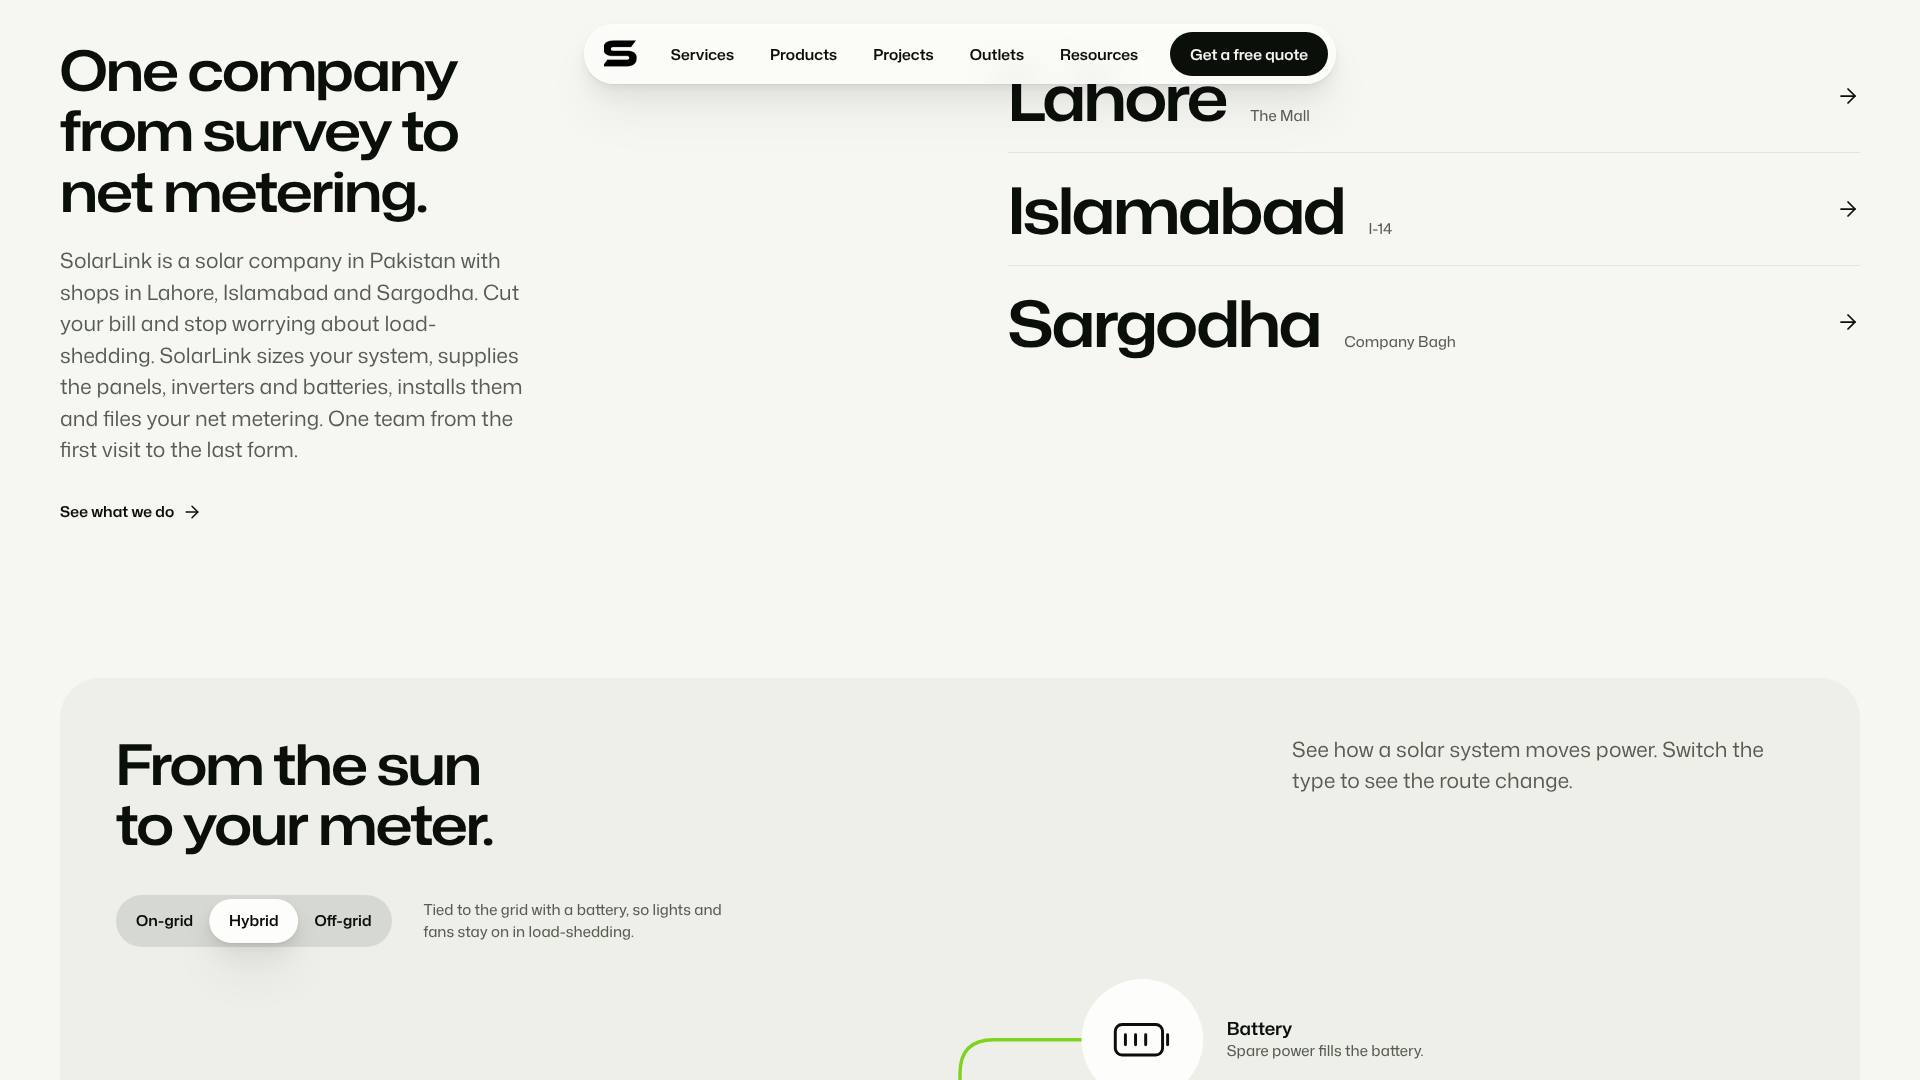 Services
Products
Projects
Outlets
Resources
Get a free quote
One company
from survey to
net metering.
SolarLink is a solar company in Pakistan with
shops in Lahore, Islamabad and Sargodha. Cut
your bill and stop worrying about load-
shedding. SolarLink sizes your system, supplies
the panels, inverters and batteries, installs them
and files your net metering. One team from the
first visit to the last form.
See what we do
Lahore
The Mall
Islamabad
I-14
Sargodha
Company Bagh
From the sun
to your meter.
See how a solar system moves power. Switch the
type to see the route change.
On-grid
Hybrid
Off-grid
Tied to the grid with a battery, so lights and
fans stay on in load-shedding.
Battery
Spare power fills the battery.